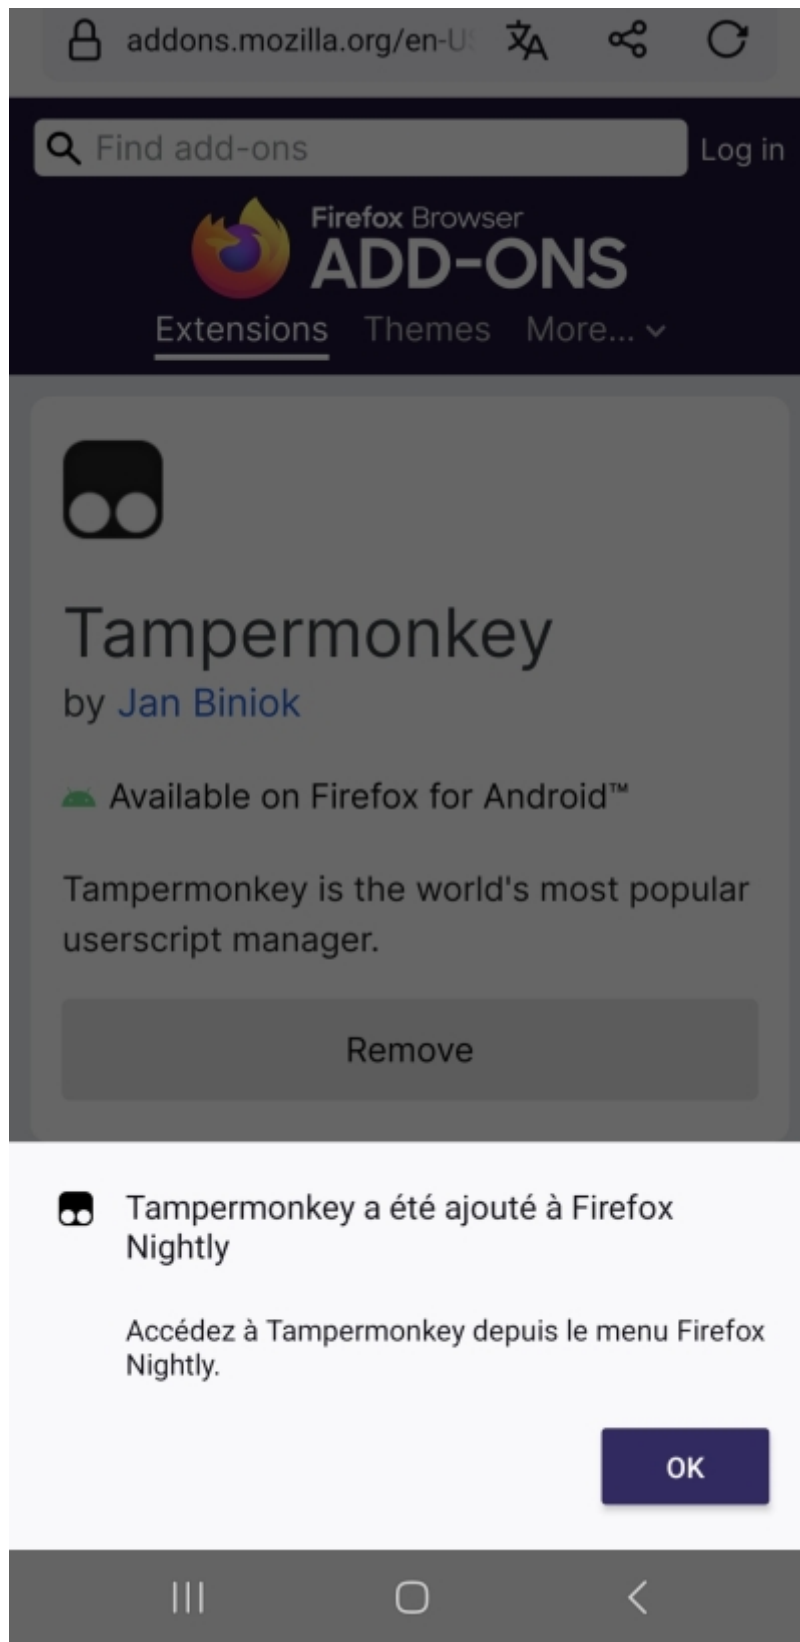 addons.mozilla.org/en-US
Find add-ons
Log in
Firefox Browser
ADD-ONS
Extensions Themes More...
Tampermonkey
by Jan Biniok
Available on Firefox for Android™
Tampermonkey is the world's most popular
userscript manager.
Remove
Tampermonkey a été ajouté à Firefox
Nightly
Accédez à Tampermonkey depuis le menu Firefox
Nightly.
OK